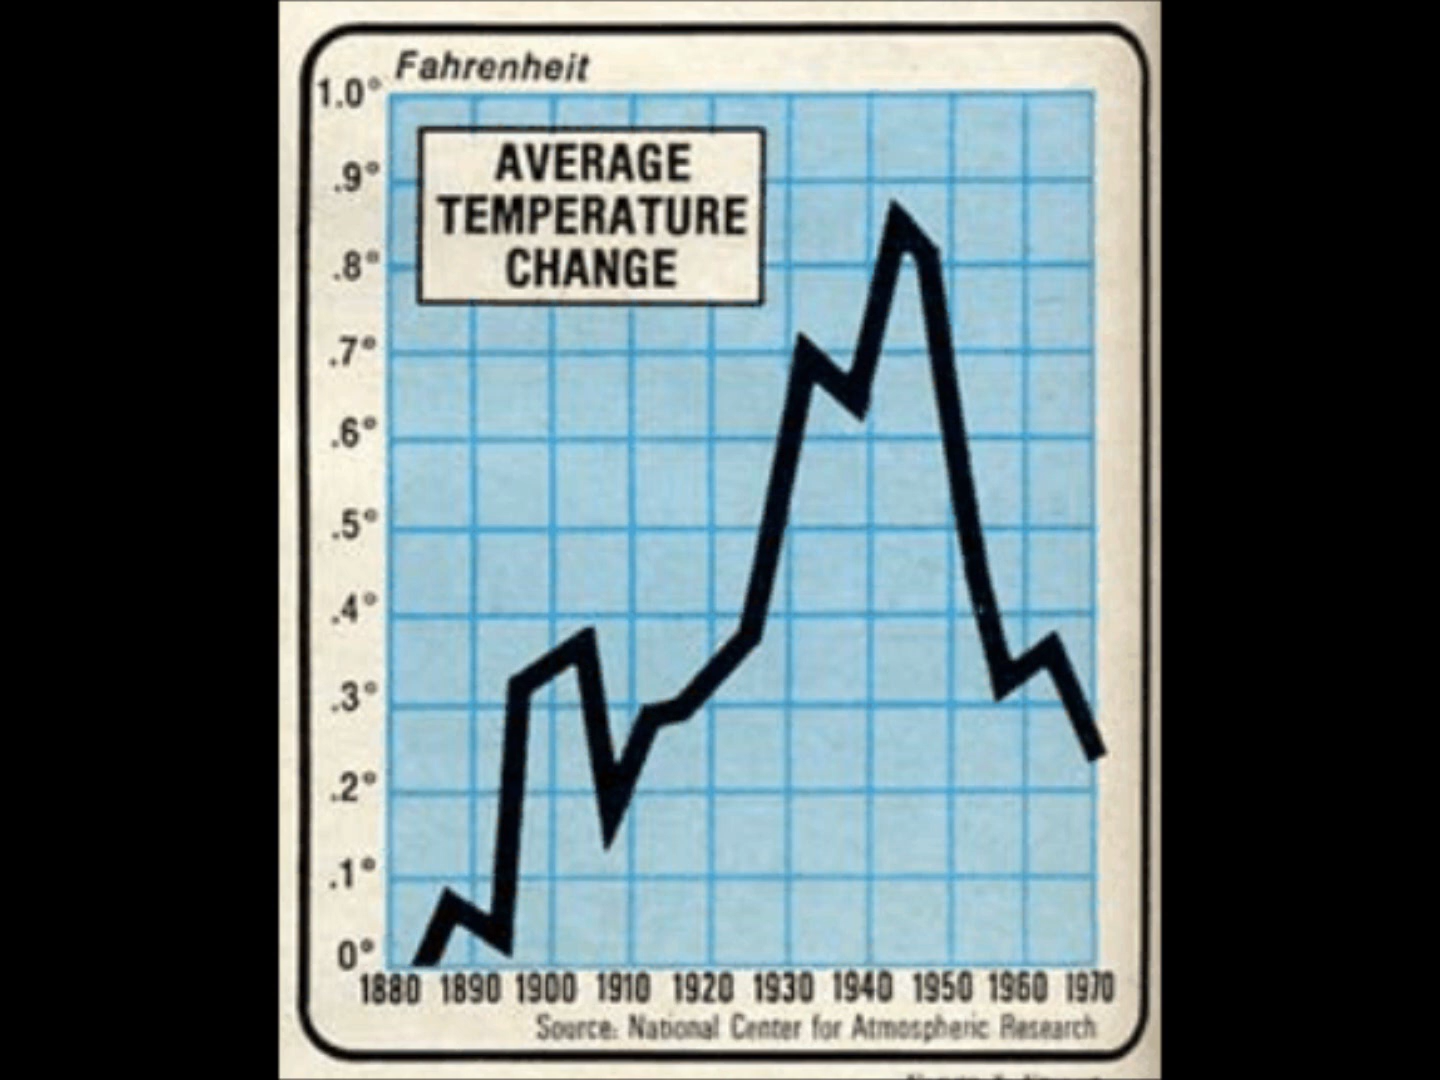 Fahrenheit
1.0°
AVERAGE
TEMPERATURE
CHANGE
.9°
.8°
.7°
.6°
.5°
.4°
.3°
.2°
.1°
0°
1880 1890 1900 1910 1920 1930 1940 1950 1960 1970
Source: National Center for Atmospheric Research